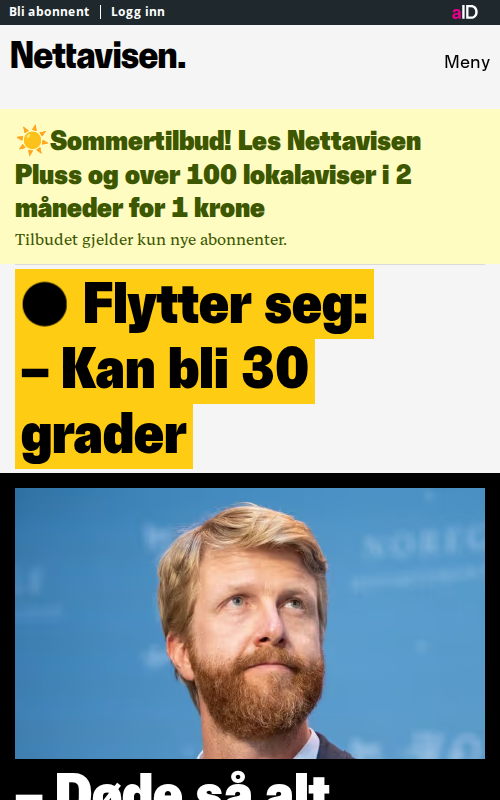 Bli abonnent | Logg inn
aID
Nettavisen.
Meny
☀️Sommertilbud! Les Nettavisen
Pluss og over 100 lokalaviser i 2
måneder for 1 krone
Tilbudet gjelder kun nye abonnenter.
● Flytter seg:
– Kan bli 30
grader
– Døde så alt